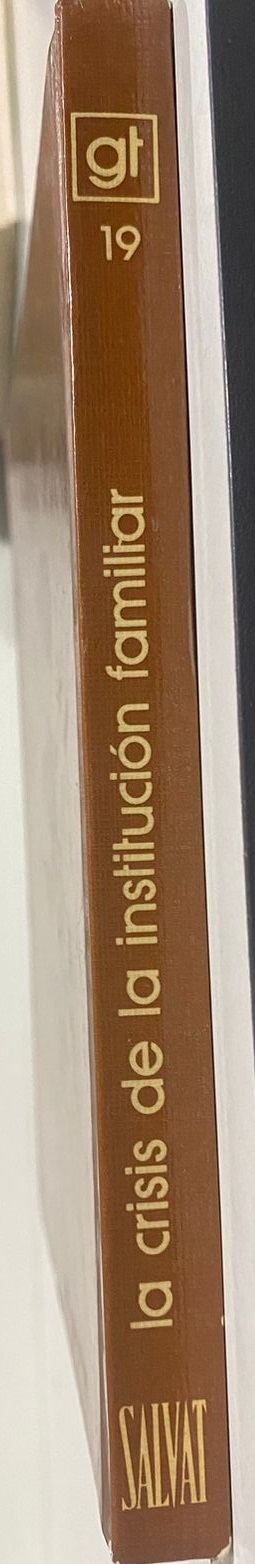 gt
19
la crisis de la institución familiar
SALVAT